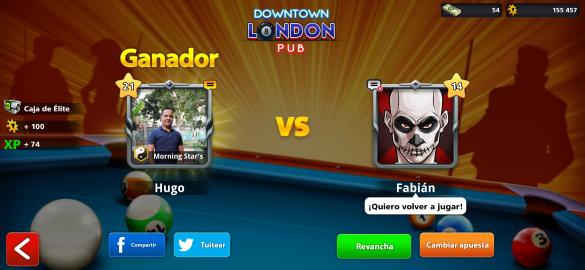 DOWNTOWN
LONDON
PUB
54
155 457
Ganador
21
14
Caja de Élite
+ 100
XP + 74
VS
Morning Star's
Hugo
Fabián
¡Quiero volver a jugar!
f Compartir
Tuitear
Revancha
Cambiar apuesta
3